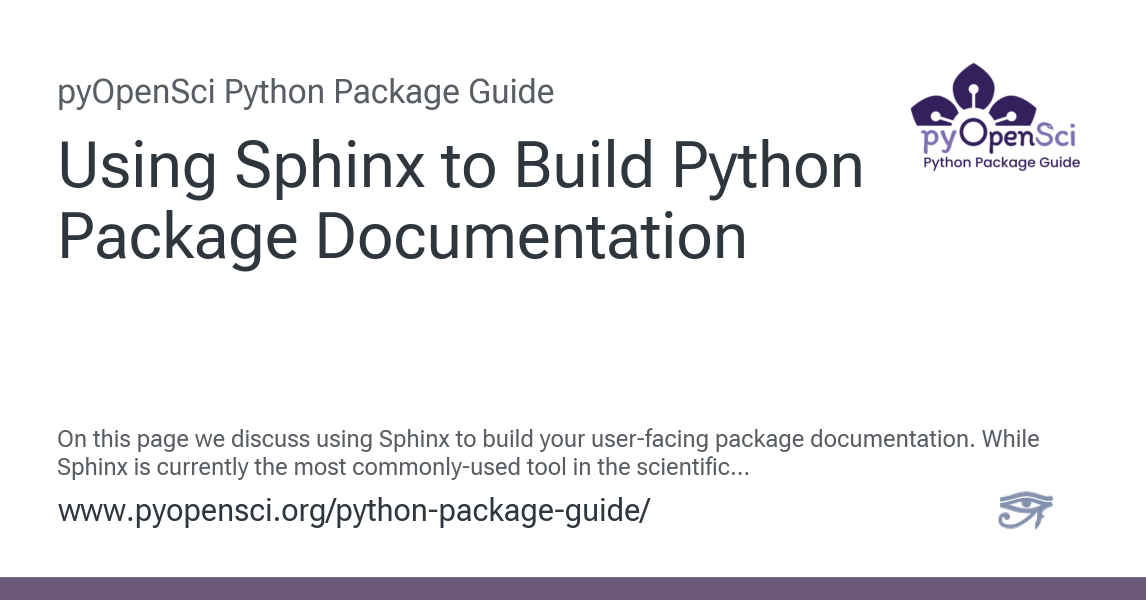 pyOpenSci Python Package Guide
Using Sphinx to Build Python
Package Documentation
pyOpenSci
Python Package Guide
On this page we discuss using Sphinx to build your user-facing package documentation. While
Sphinx is currently the most commonly-used tool in the scientific...
www.pyopensci.org/python-package-guide/